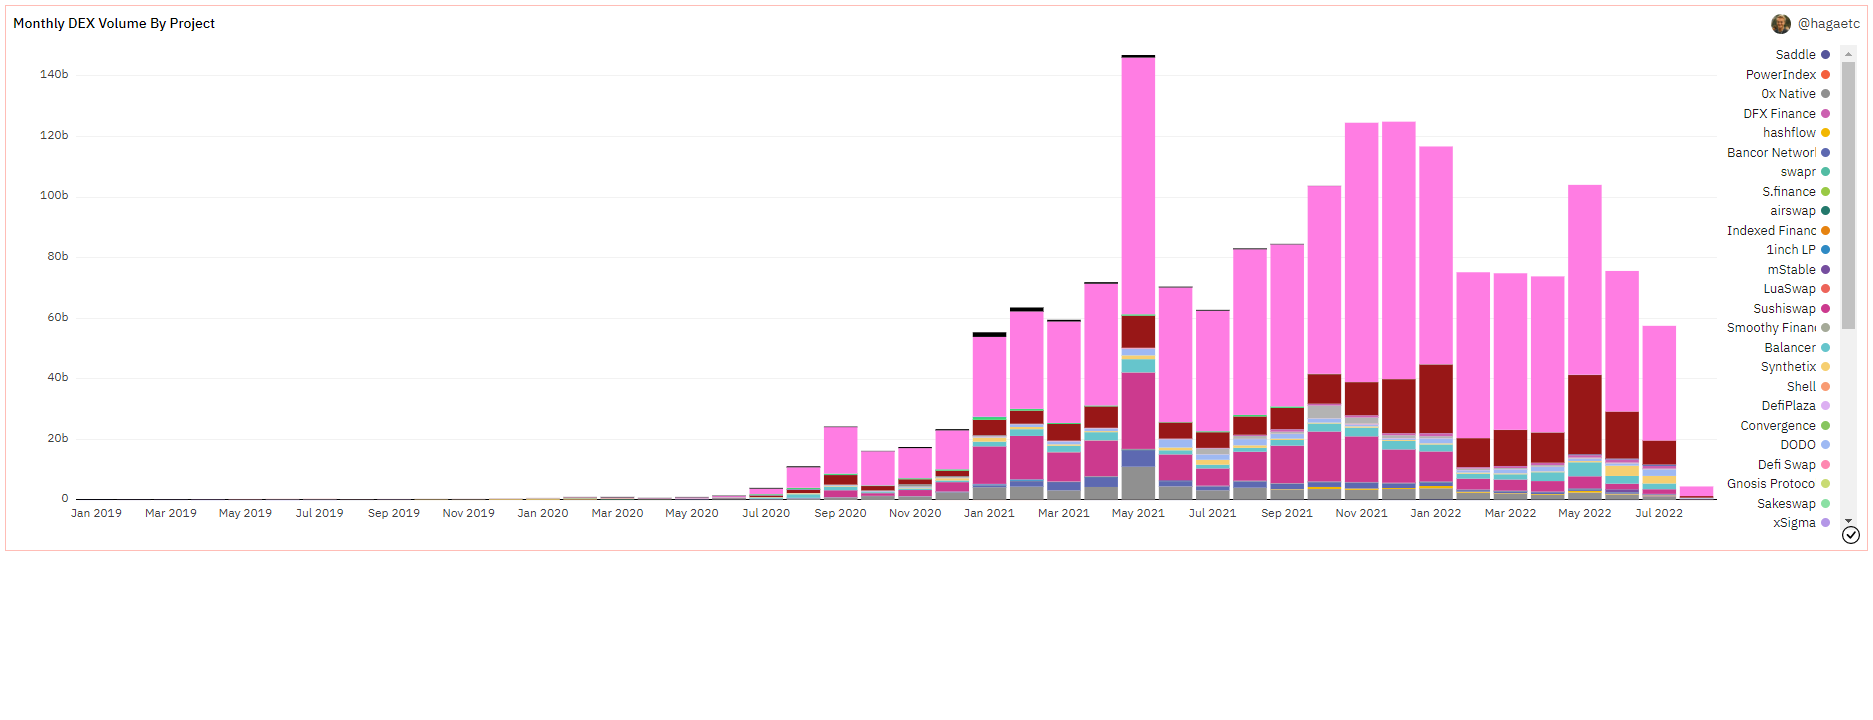 Monthly DEX Volume By Project
@hagaetc
140b
120b
100b
80b
60b
40b
20b
0
Jan 2019
Mar 2019
May 2019
Jul 2019
Sep 2019
Nov 2019
Jan 2020
Mar 2020
May 2020
Jul 2020
Sep 2020
Nov 2020
Jan 2021
Mar 2021
May 2021
Jul 2021
Sep 2021
Nov 2021
Jan 2022
Mar 2022
May 2022
Jul 2022
Saddle
PowerIndex
0x Native
DFX Finance
hashflow
Bancor Networ
swapr
S.finance
airswap
Indexed Financ
1inch LP
mStable
LuaSwap
Sushiswap
Smoothy Finan
Balancer
Synthetix
Shell
DefiPlaza
Convergence
DODO
Defi Swap
Gnosis Protoco
Sakeswap
xSigma